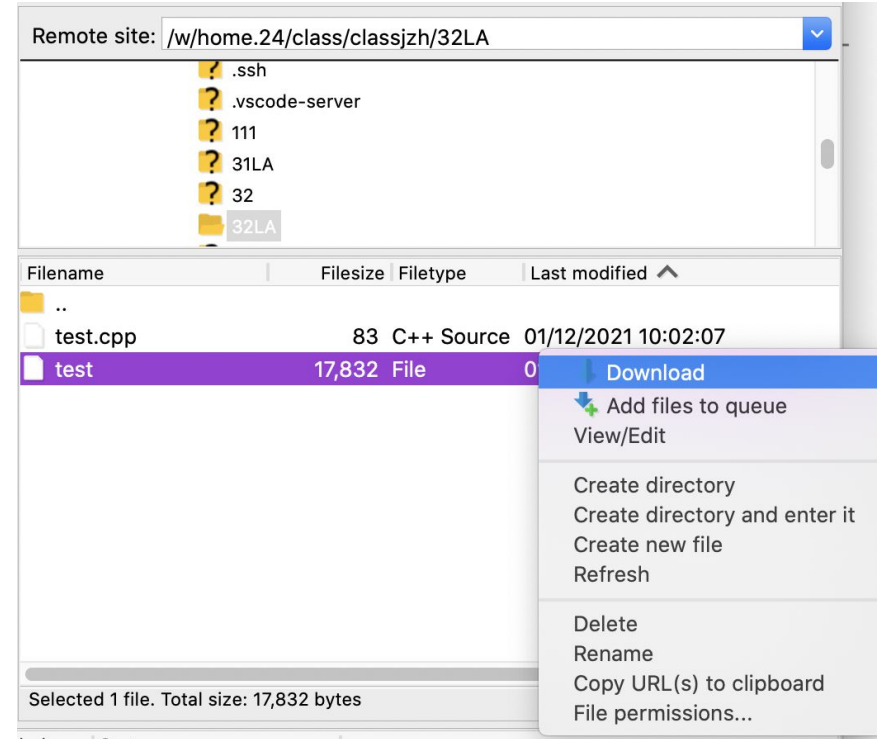 Remote site: /w/home.24/class/classjzh/32LA
.ssh
.vscode-server
111
31LA
32
32LA
Filename Filesize Filetype Last modified
..
test.cpp 83 C++ Source 01/12/2021 10:02:07
test 17,832 File 0
Download
Add files to queue
View/Edit
Create directory
Create directory and enter it
Create new file
Refresh
Delete
Rename
Copy URL(s) to clipboard
File permissions...
Selected 1 file. Total size: 17,832 bytes